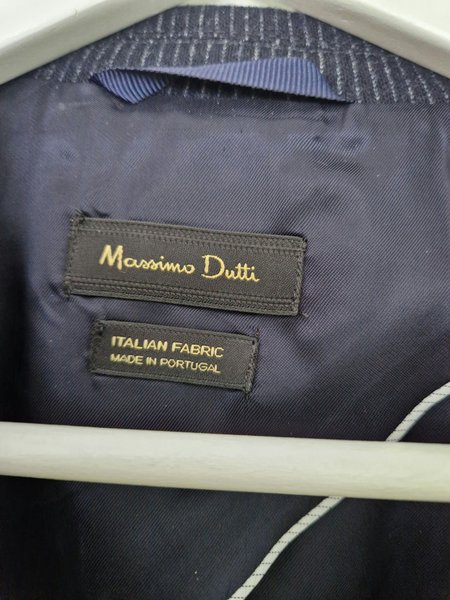 Massimo Dutti
ITALIAN FABRIC
MADE IN PORTUGAL